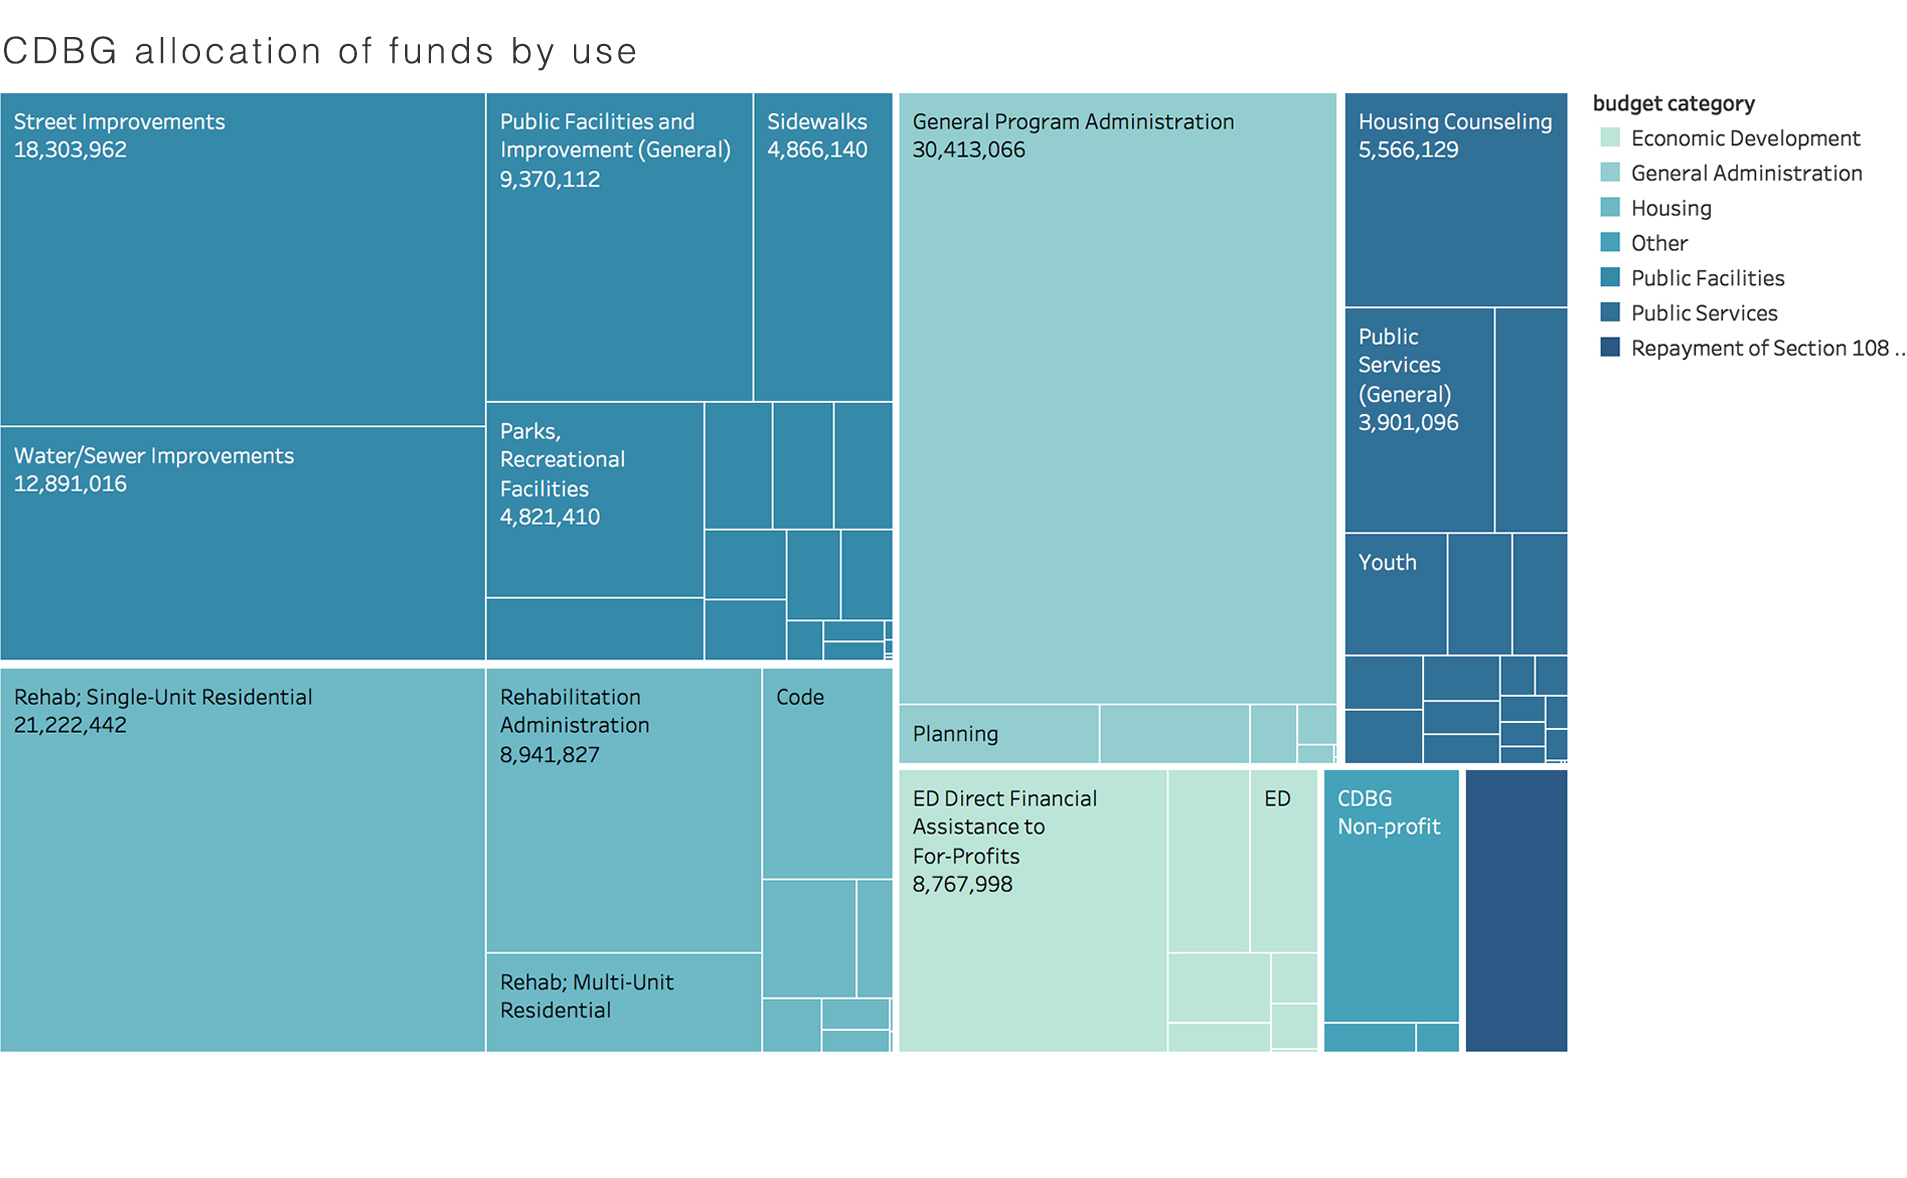 CDBG allocation of funds by use
Street Improvements
18,303,962
Public Facilities and
Improvement (General)
9,370,112
Sidewalks
4,866,140
Water/Sewer Improvements
12,891,016
Parks,
Recreational
Facilities
4,821,410
Rehab; Single-Unit Residential
21,222,442
Rehabilitation
Administration
8,941,827
Code
Rehab; Multi-Unit
Residential
General Program Administration
30,413,066
Planning
Housing Counseling
5,566,129
Public
Services
(General)
3,901,096
Youth
ED Direct Financial
Assistance to
For-Profits
8,767,998
ED
CDBG
Non-profit
budget category
Economic Development
General Administration
Housing
Other
Public Facilities
Public Services
Repayment of Section 108 ..